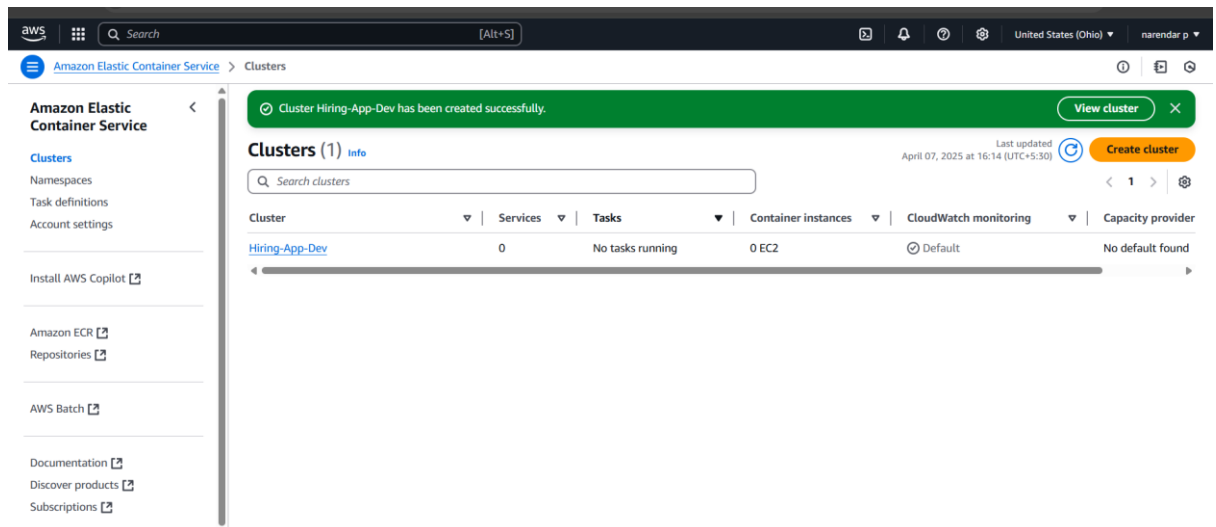 aws Search [Alt+S] United States (Ohio) narendar p
Amazon Elastic Container Service > Clusters
Amazon Elastic
Container Service
Clusters
Namespaces
Task definitions
Account settings
Install AWS Copilot
Amazon ECR
Repositories
AWS Batch
Documentation
Discover products
Subscriptions
Cluster Hiring-App-Dev has been created successfully. View cluster
Clusters (1) Info
Last updated
April 07, 2025 at 16:14 (UTC+5:30)
Create cluster
Search clusters
1
Cluster Services Tasks Container instances CloudWatch monitoring Capacity provider
Hiring-App-Dev 0 No tasks running 0 EC2 Default No default found